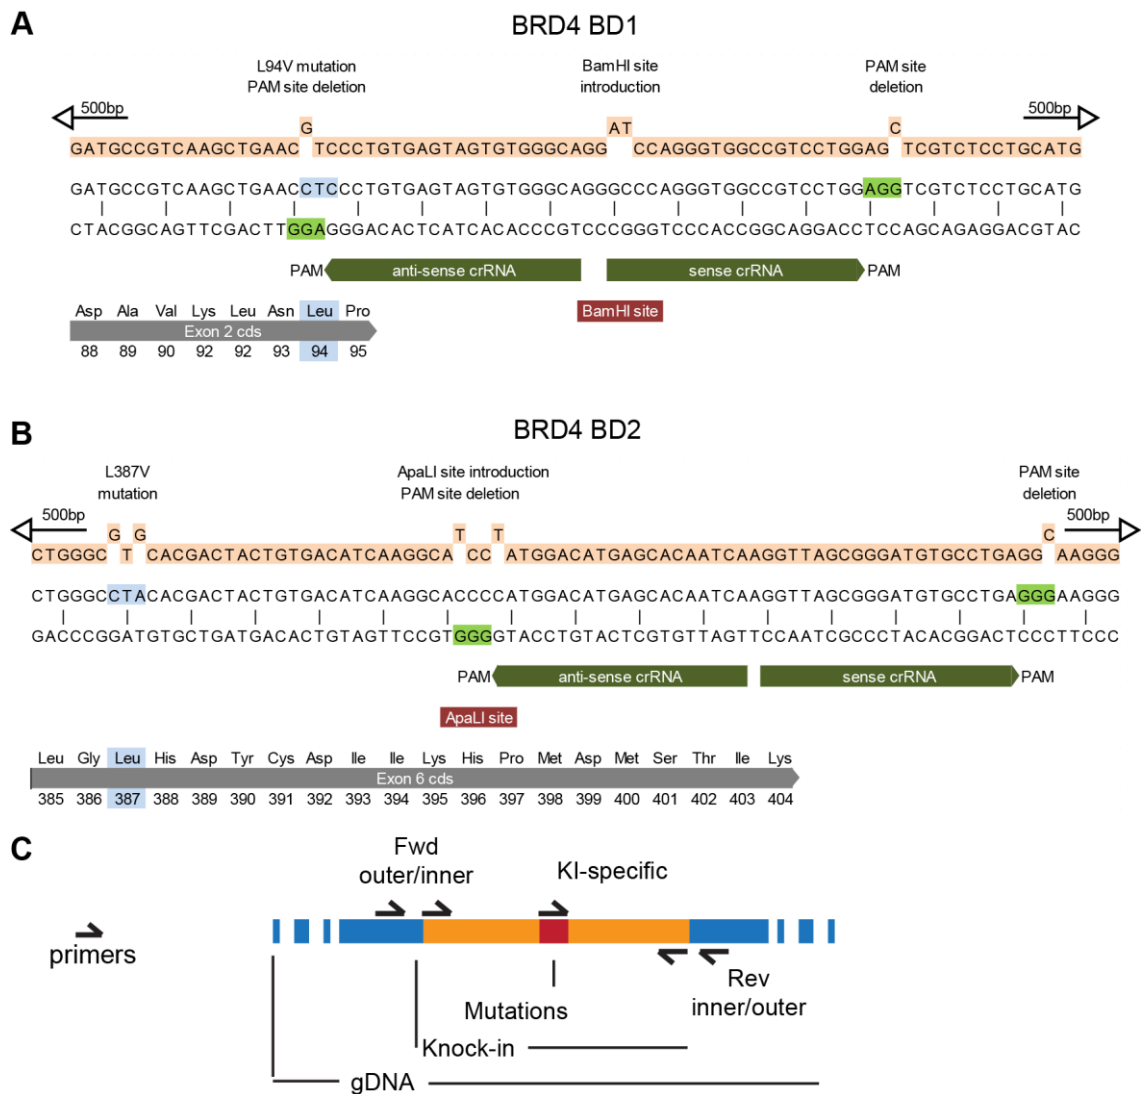 A
BRD4 BD1
L94V mutation
PAM site deletion
BamHI site
introduction
PAM site
deletion
500bp
500bp
G
AT
C
GATGCCGTCAAGCTGAAC TCCCTGTGAGTAGTGTGGGCAGG CCAGGGTGGCCGTCCTGGAG TCGTCTCCTGCATG
GATGCCGTCAAGCTGAACCTCCCTGTGAGTAGTGTGGGCAGGGCCCAGGGTGGCCGTCCTGGAGGTCGTCTCCTGCATG
CTACGGCAGTTCGACTTGGAGGGACACTCATCACACCCGTCCCGGGTCCCACCGGCAGGACCTCCAGCAGAGGACGTAC
PAM
anti-sense crRNA
sense crRNA
PAM
BamHI site
Asp Ala Val Lys Leu Asn Leu Pro
Exon 2 cds
88 89 90 92 92 93 94 95
B
BRD4 BD2
L387V
mutation
ApaLI site introduction
PAM site deletion
PAM site
deletion
500bp
500bp
G G
T T
C
CTGGGC T CACGACTACTGTGACATCAAGGCA CC ATGGACATGAGCACAATCAAGGTTAGCGGGATGTGCCTGAGG AAGGG
CTGGGCCTACACGACTACTGTGACATCAAGGCACCCCATGGACATGAGCACAATCAAGGTTAGCGGGATGTGCCTGAGGGAAGGG
GACCCGGATGTGCTGATGACACTGTAGTTCCGTGGGGTACCTGTACTCGTGTTAGTTCCAATCGCCCTACACGGACTCCCTTCCC
PAM
anti-sense crRNA
sense crRNA
PAM
ApaLI site
Leu Gly Leu His Asp Tyr Cys Asp Ile Ile Lys His Pro Met Asp Met Ser Thr Ile Lys
Exon 6 cds
385 386 387 388 389 390 391 392 393 394 395 396 397 398 399 400 401 402 403 404
C
Fwd
outer/inner
KI-specific
primers
Rev
inner/outer
Mutations
Knock-in
gDNA